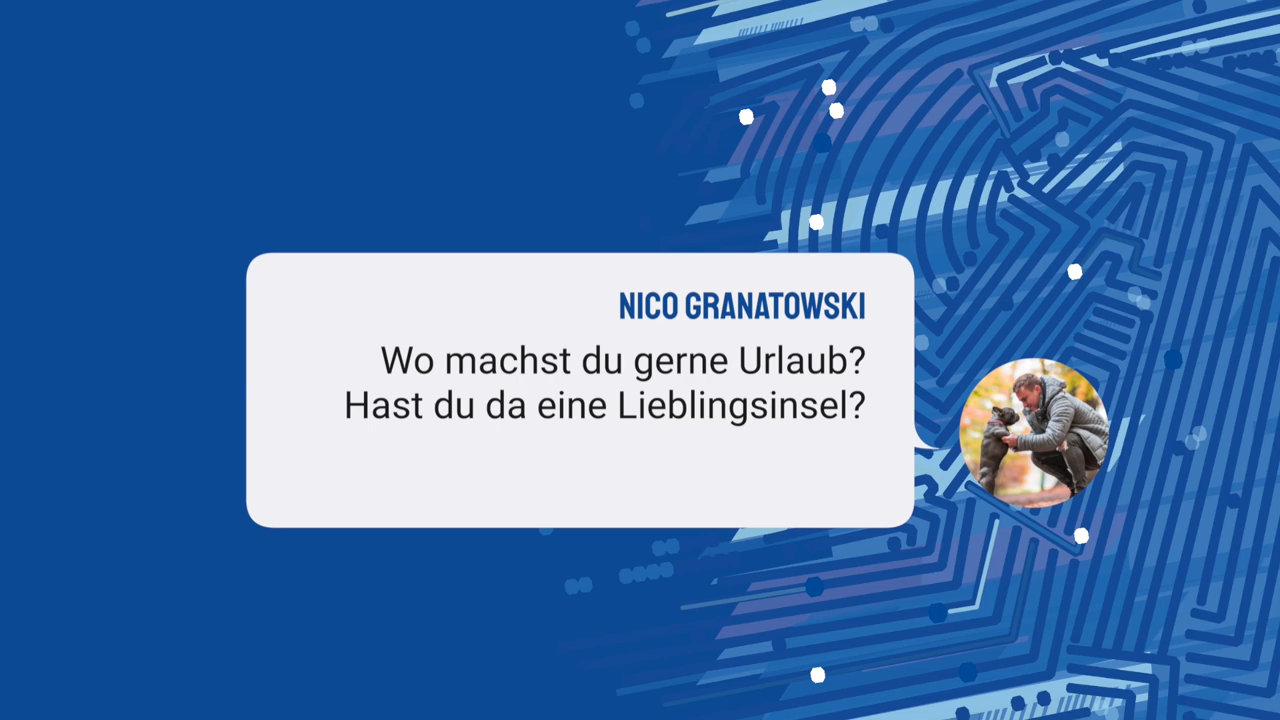 NICO GRANATOWSKI
Wo machst du gerne Urlaub?
Hast du da eine Lieblingsinsel?